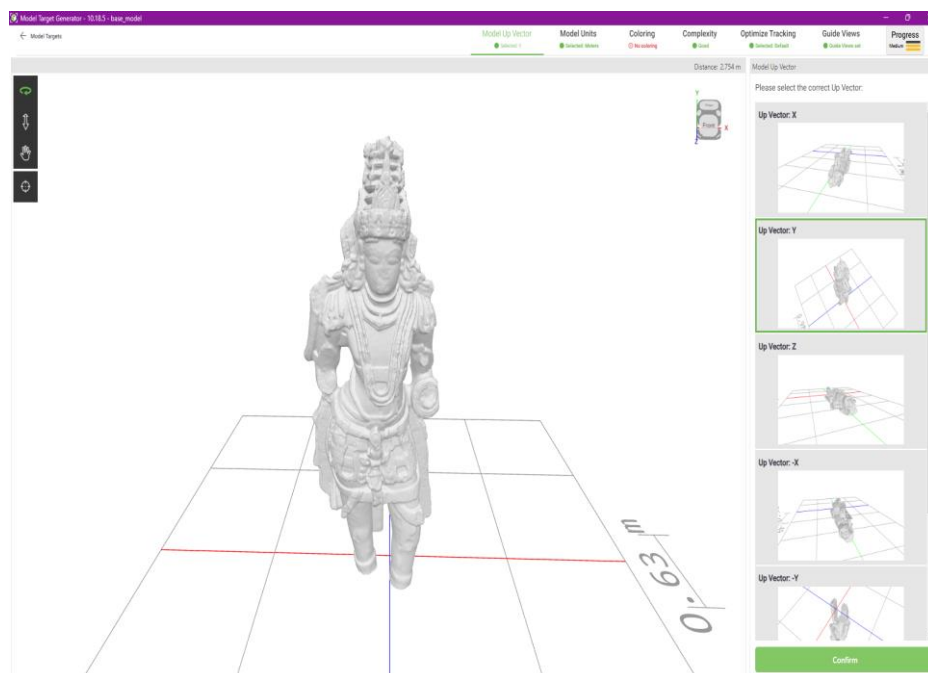 Model Target Generator - 10.18.5 - base_model
Model Targets
Model Up Vector
Selected: Y
Model Units
Selected: Meters
Coloring
No coloring
Complexity
Good
Optimize Tracking
Selected: Default
Guide Views
Guide Views set
Progress
Medium
Distance: 2.754 m
Model Up Vector
Please select the correct Up Vector:
Y
Front
X
Z
Up Vector: X
Up Vector: Y
Up Vector: Z
Up Vector: -X
Up Vector: -Y
0.63 m
Confirm